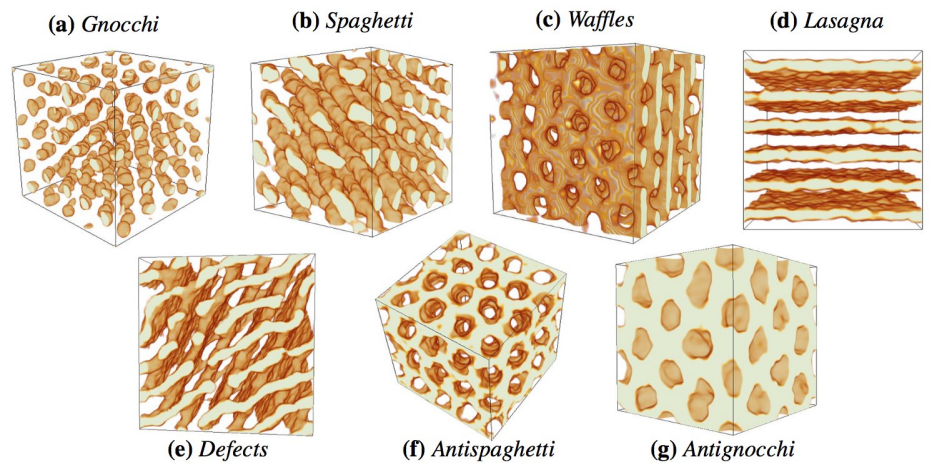 (a) Gnocchi
(b) Spaghetti
(c) Waffles
(d) Lasagna
(e) Defects
(f) Antispaghetti
(g) Antignocchi